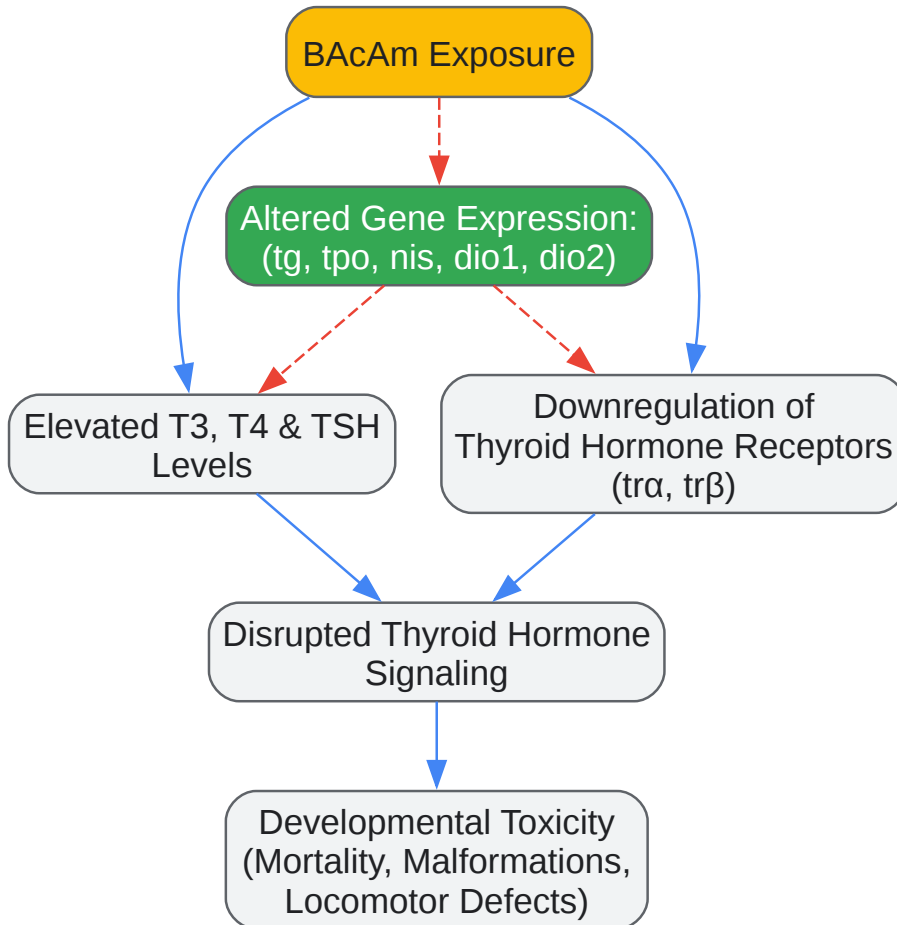 BAcAm Exposure
Altered Gene Expression:
(tg, tpo, nis, dio1, dio2)
Elevated T3, T4 & TSH
Levels
Downregulation of
Thyroid Hormone Receptors
(trα, trβ)
Disrupted Thyroid Hormone
Signaling
Developmental Toxicity
(Mortality, Malformations,
Locomotor Defects)